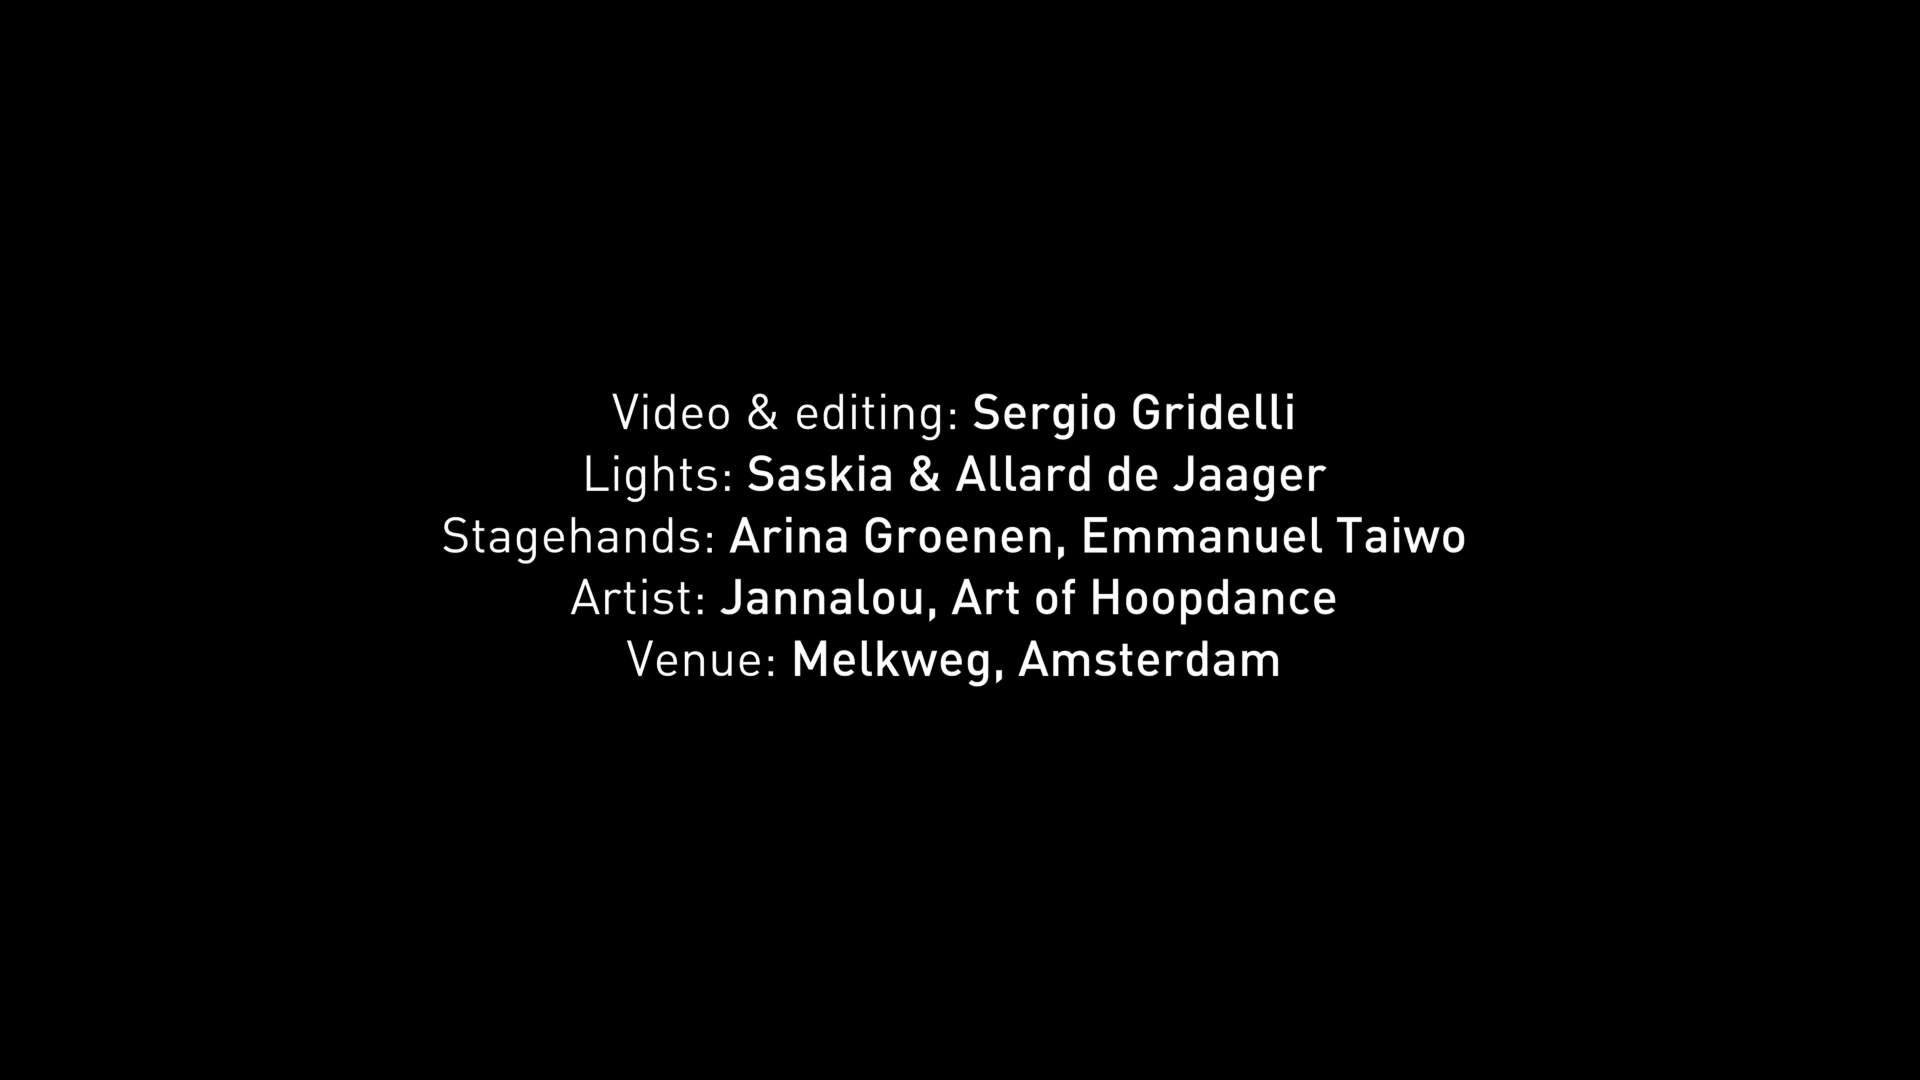 Video & editing: Sergio Gridelli
Lights: Saskia & Allard de Jaager
Stagehands: Arina Groenen, Emmanuel Taiwo
Artist: Jannalou, Art of Hoopdance
Venue: Melkweg, Amsterdam